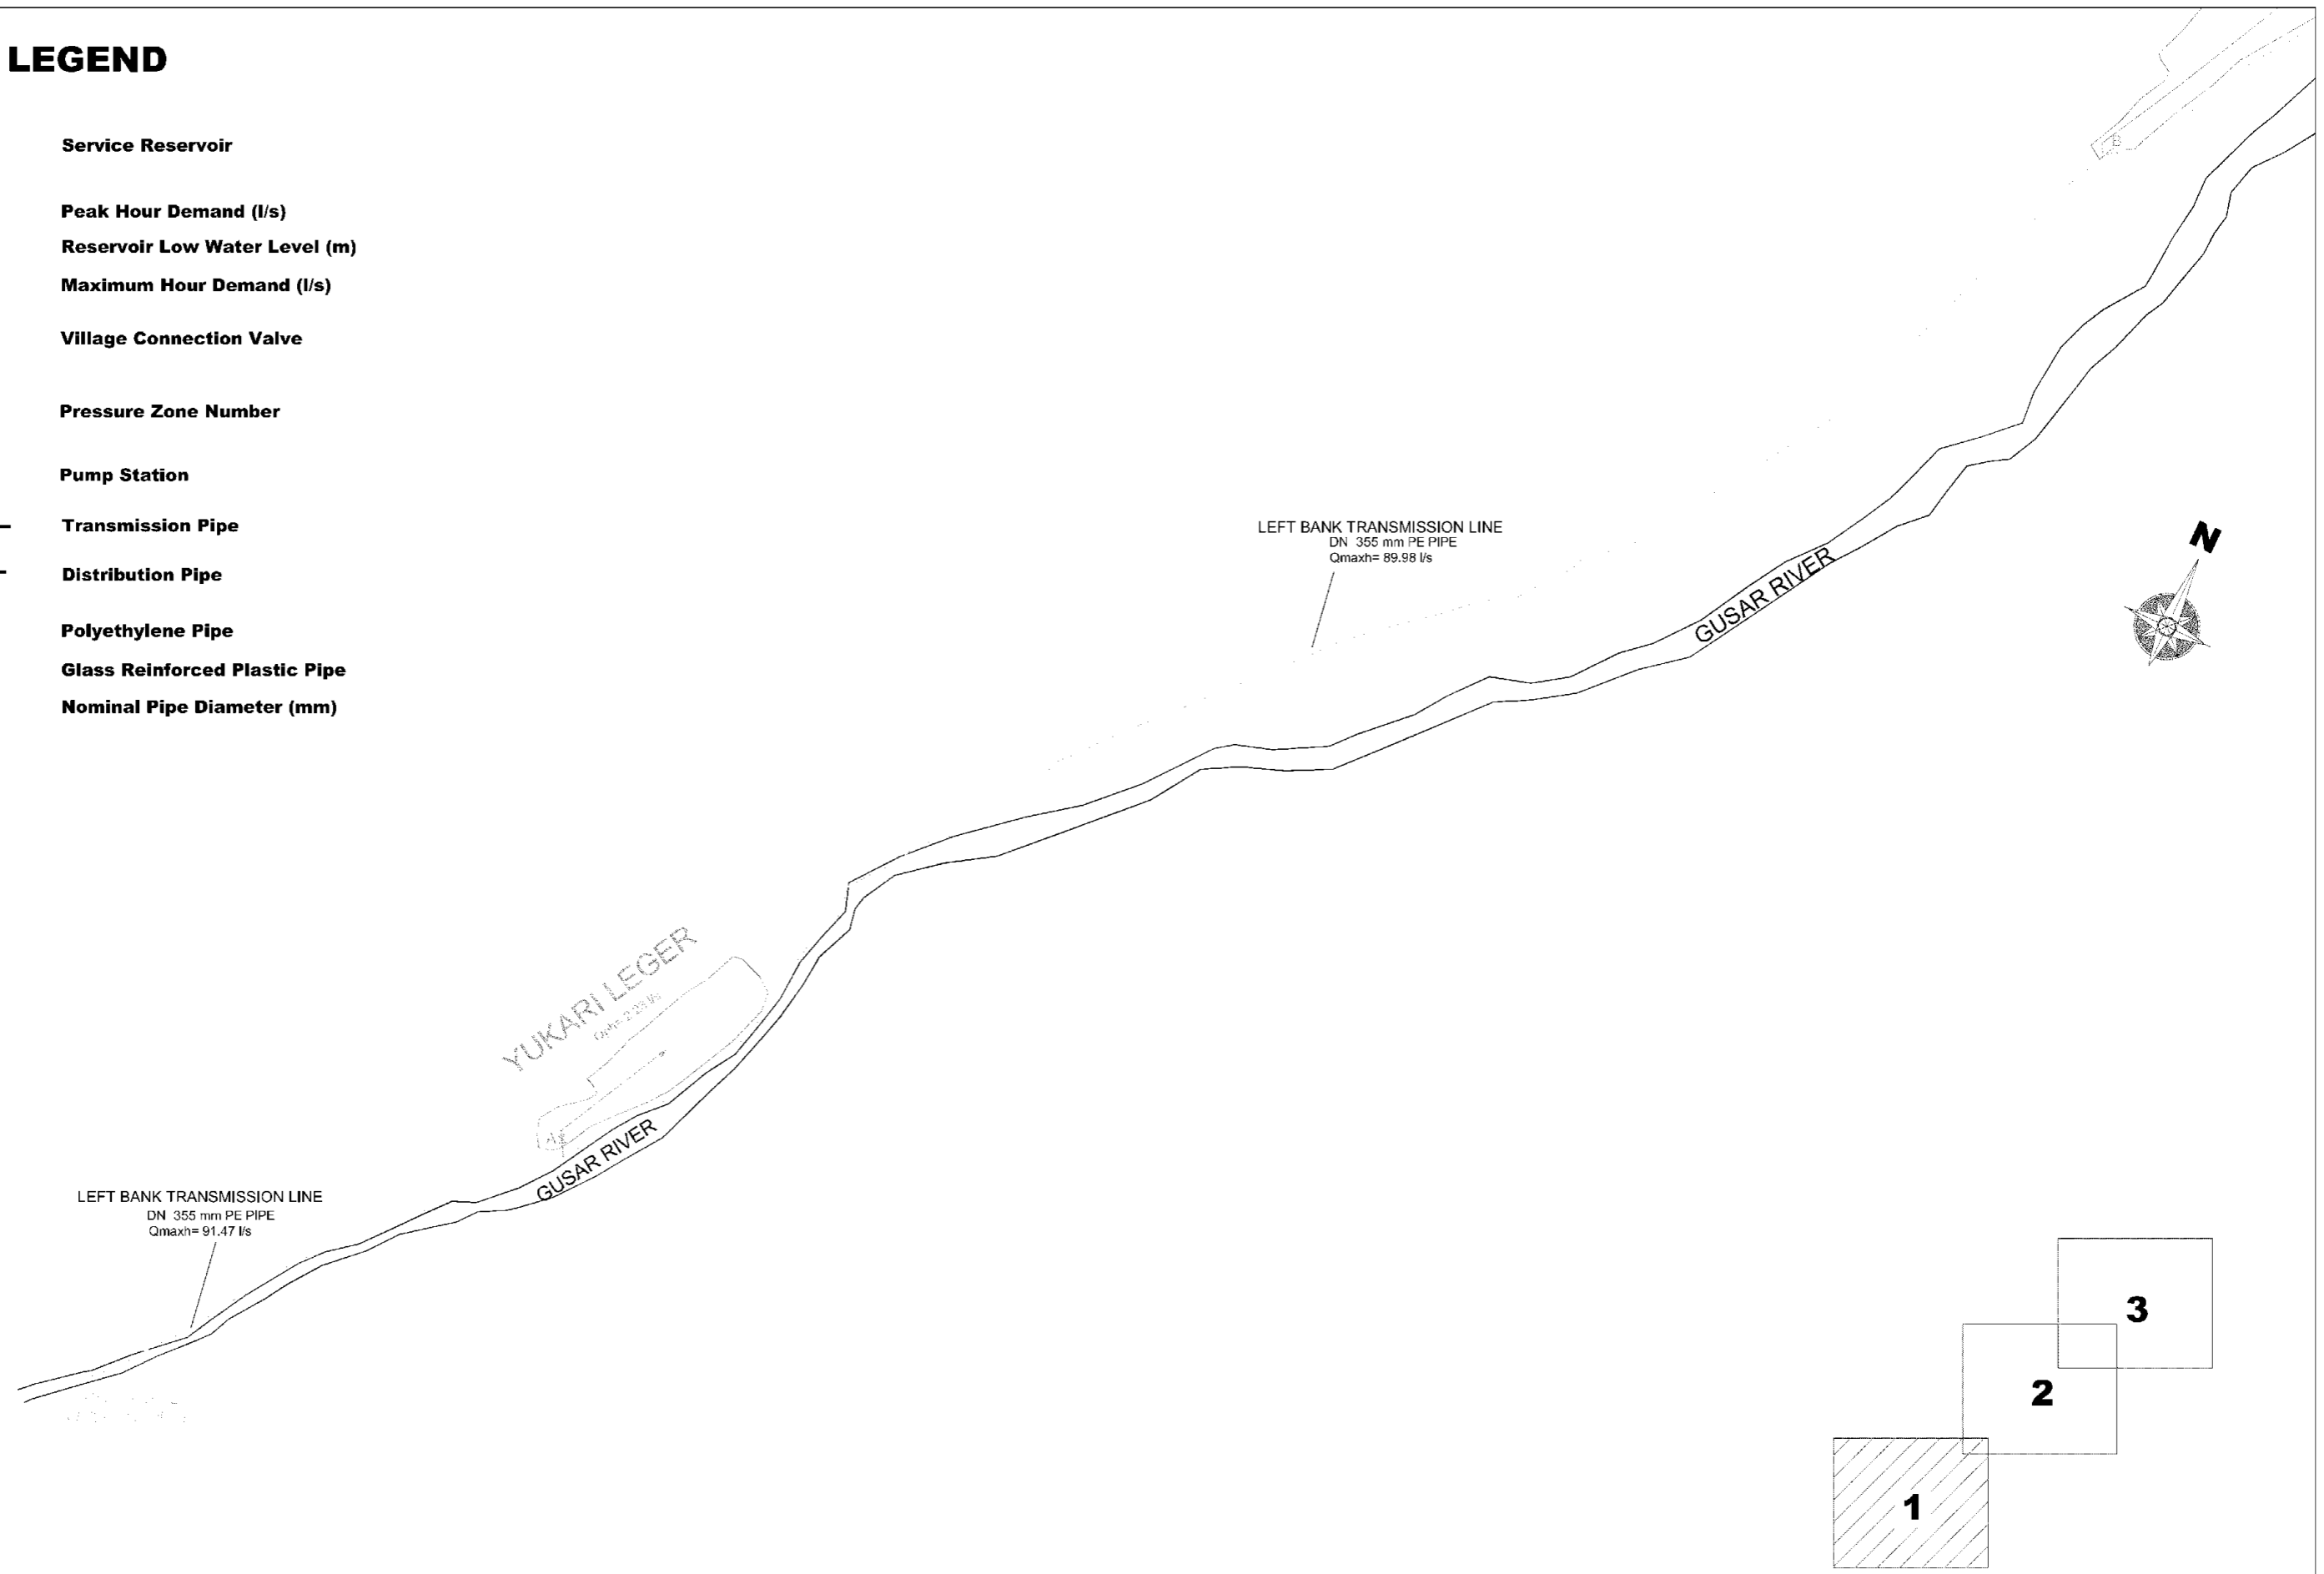 LEGEND
Service Reservoir
Peak Hour Demand (l/s)
Reservoir Low Water Level (m)
Maximum Hour Demand (l/s)
Village Connection Valve
Pressure Zone Number
Pump Station
Transmission Pipe
Distribution Pipe
Polyethylene Pipe
Glass Reinforced Plastic Pipe
Nominal Pipe Diameter (mm)
LEFT BANK TRANSMISSION LINE
DN 355 mm PE PIPE
Qmaxh= 89.98 l/s
GUSAR RIVER
N
YUKARI LEGER
Qph= 2.23 l/s
GUSAR RIVER
LEFT BANK TRANSMISSION LINE
DN 355 mm PE PIPE
Qmaxh= 91.47 l/s
3
2
1